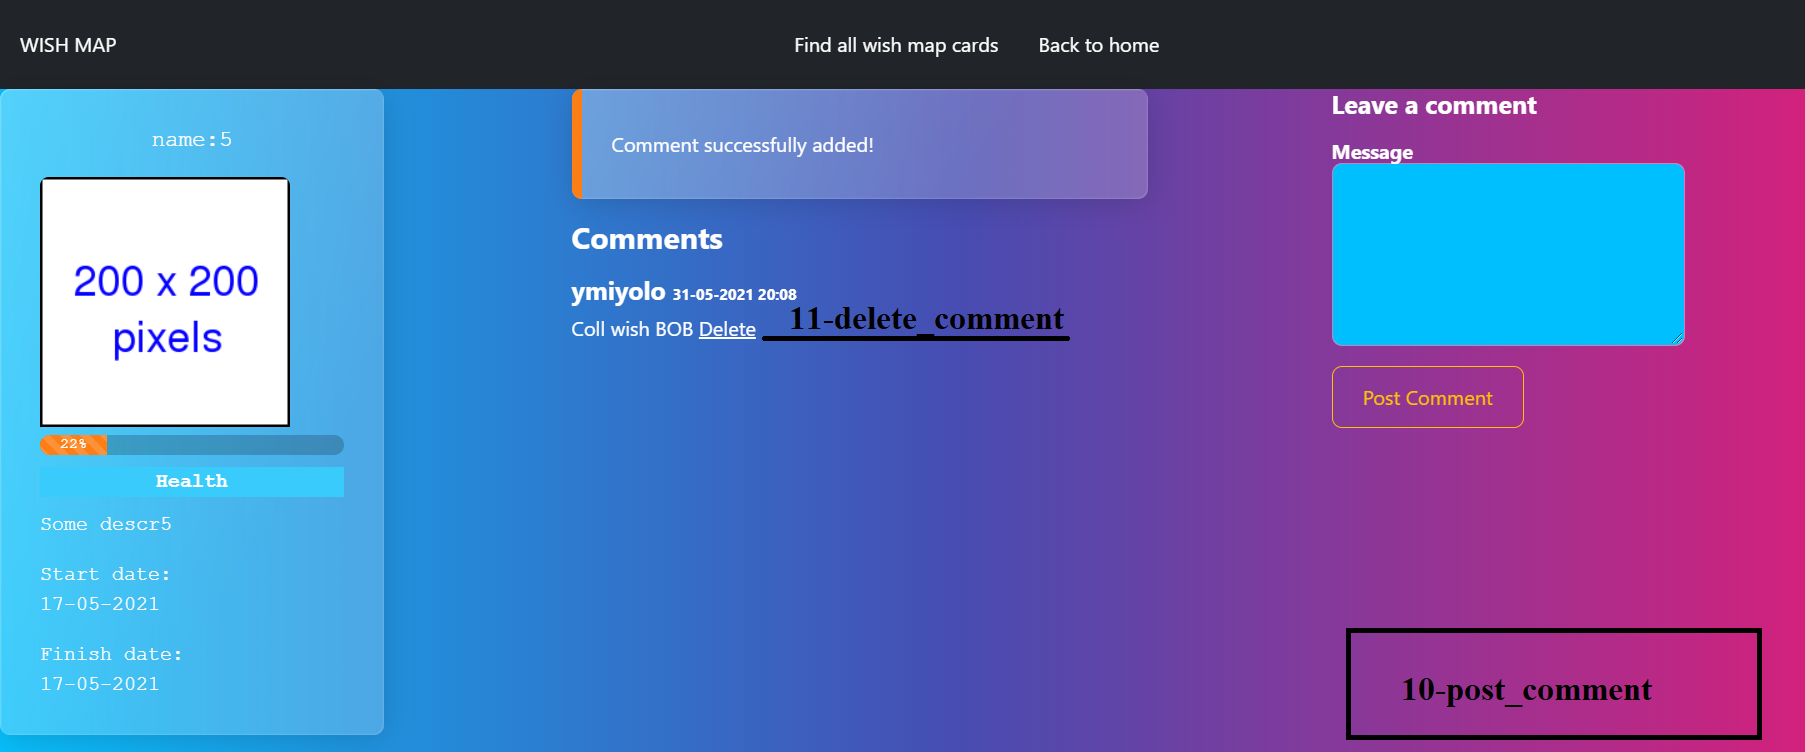 WISH MAP
Find all wish map cards
Back to home
name:5
200 x 200
pixels
22%
Health
Some descr5
Start date:
17-05-2021
Finish date:
17-05-2021
Comment successfully added!
Comments
ymiyolo 31-05-2021 20:08
Coll wish BOB Delete
11-delete_comment
Leave a comment
Message
Post Comment
10-post_comment